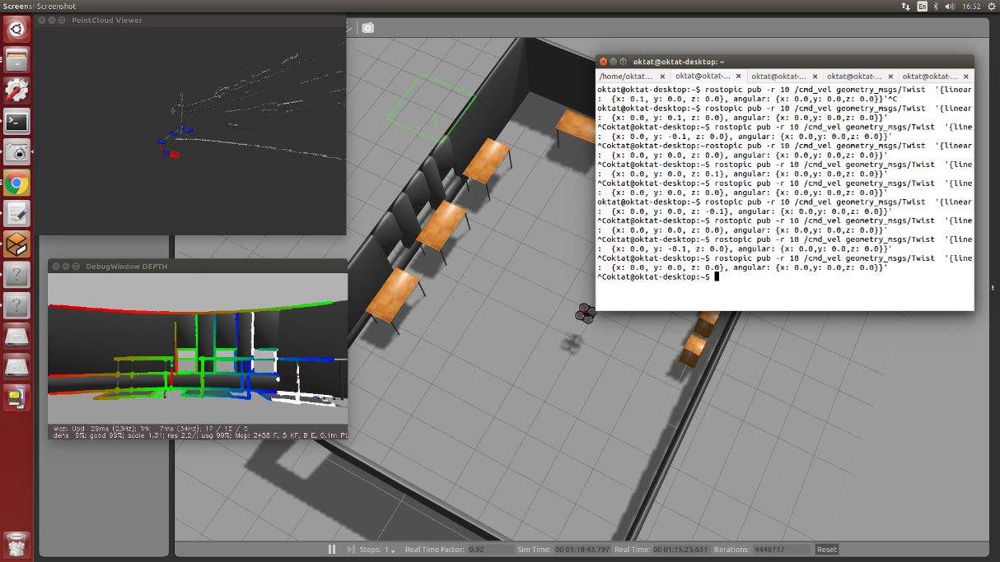 Screens Screenshot
En
16:52
PointCloud Viewer
oktat@oktat-desktop: ~
/home/oktat... oktat@oktat-... oktat@oktat-... oktat@oktat-... oktat@oktat-...
oktat@oktat-desktop:~$ rostopic pub -r 10 /cmd_vel geometry_msgs/Twist '{linear
: {x: 0.1, y: 0.0, z: 0.0}, angular: {x: 0.0,y: 0.0,z: 0.0}}'^C
oktat@oktat-desktop:~$ rostopic pub -r 10 /cmd_vel geometry_msgs/Twist '{linear
: {x: 0.0, y: 0.1, z: 0.0}, angular: {x: 0.0,y: 0.0,z: 0.0}}'
^Coktat@oktat-desktop:~$ rostopic pub -r 10 /cmd_vel geometry_msgs/Twist '{line
: {x: 0.0, y: -0.1, z: 0.0}, angular: {x: 0.0,y: 0.0,z: 0.0}}'
^Coktat@oktat-desktop:~rostopic pub -r 10 /cmd_vel geometry_msgs/Twist '{line
: {x: 0.0, y: 0.0, z: 0.0}, angular: {x: 0.0,y: 0.0,z: 0.0}}'
^Coktat@oktat-desktop:~$ rostopic pub -r 10 /cmd_vel geometry_msgs/Twist '{line
: {x: 0.0, y: 0.0, z: 0.1}, angular: {x: 0.0,y: 0.0,z: 0.0}}'
^Coktat@oktat-desktop:~$ rostopic pub -r 10 /cmd_vel geometry_msgs/Twist '{line
: {x: 0.0, y: 0.0, z: 0.0}, angular: {x: 0.0,y: 0.0,z: 0.0}}'
oktat@oktat-desktop:~$ rostopic pub -r 10 /cmd_vel geometry_msgs/Twist '{linear
: {x: 0.0, y: 0.0, z: -0.1}, angular: {x: 0.0,y: 0.0,z: 0.0}}'
^Coktat@oktat-desktop:~$ rostopic pub -r 10 /cmd_vel geometry_msgs/Twist '{line
: {x: 0.0, y: 0.0, z: 0.0}, angular: {x: 0.0,y: 0.0,z: 0.0}}'
^Coktat@oktat-desktop:~$ rostopic pub -r 10 /cmd_vel geometry_msgs/Twist '{line
: {x: 0.0, y: -0.1, z: 0.0}, angular: {x: 0.0,y: 0.0,z: 0.0}}'
^Coktat@oktat-desktop:~$ rostopic pub -r 10 /cmd_vel geometry_msgs/Twist '{line
: {x: 0.0, y: 0.0, z: 0.0}, angular: {x: 0.0,y: 0.0,z: 0.0}}'
^Coktat@oktat-desktop:~$
DebugWindow DEPTH
Map: Upd 29ms (23Hz); Trk 7ms (34Hz); 17 / 12 / 6
dens 9%; good 99%; scale 1.31; res 2.2/; usg 99%; Map: 2458 F, 5 KF, 8 E, 0.1m Pt
Steps: 1 Real Time Factor: 0.92 Sim Time: 00 01:18:43.797 Real Time: 00 01:15:23.631 Iterations: 4446717 Reset